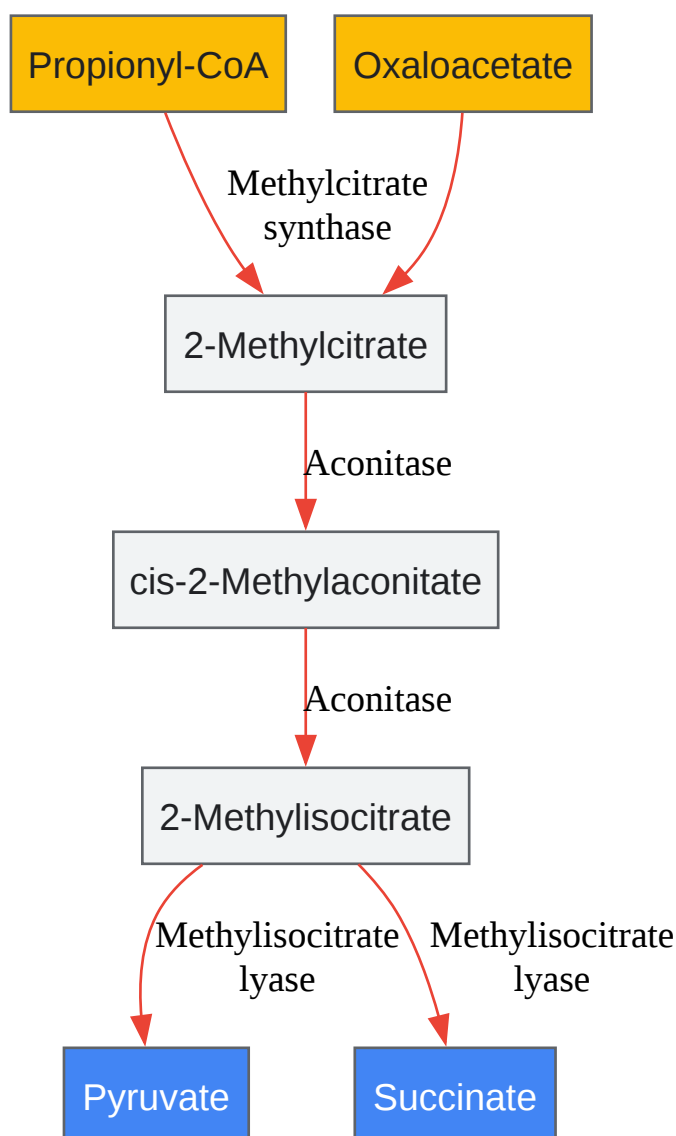 Propionyl-CoA
Oxaloacetate
Methylcitrate
synthase
2-Methylcitrate
Aconitase
cis-2-Methylaconitate
Aconitase
2-Methylisocitrate
Methylisocitrate
lyase
Methylisocitrate
lyase
Pyruvate
Succinate